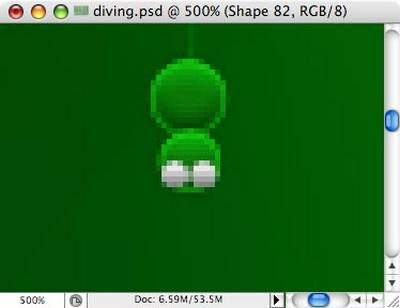 diving.psd @ 500% (Shape 82, RGB/8)
500% Doc: 6.59M/53.5M